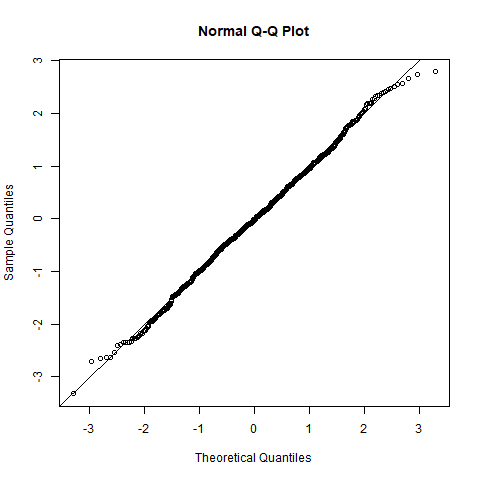 Normal Q-Q Plot
3
2
1
0
-1
-2
-3
Sample Quantiles
-3 -2 -1 0 1 2 3
Theoretical Quantiles